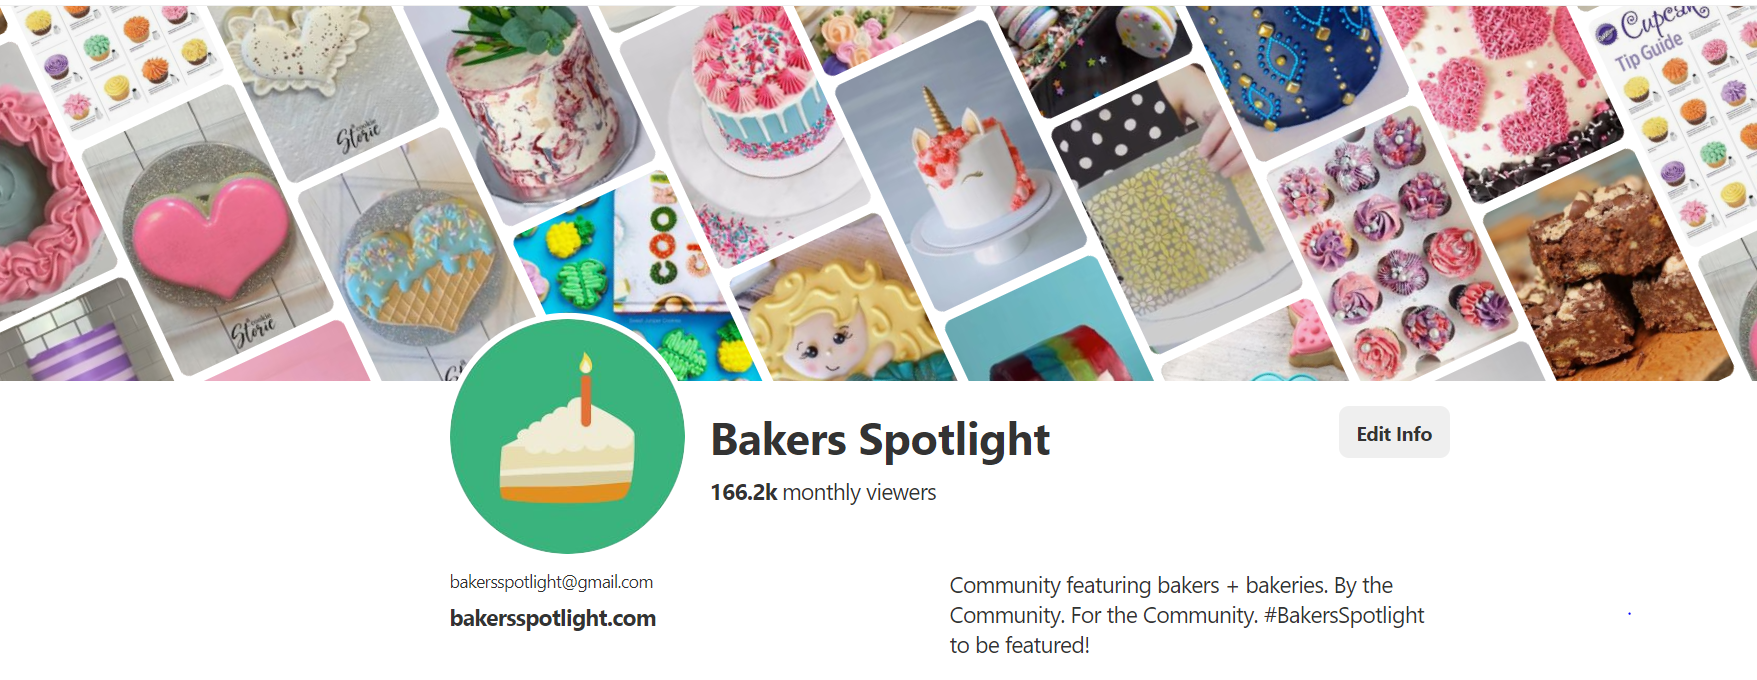 Cupcake
Tip Guide
a cookie
Storie
a cookie
Storie
COO
Bakers Spotlight
Edit Info
166.2k monthly viewers
bakersspotlight@gmail.com
bakersspotlight.com
Community featuring bakers + bakeries. By the
Community. For the Community. #BakersSpotlight
to be featured!